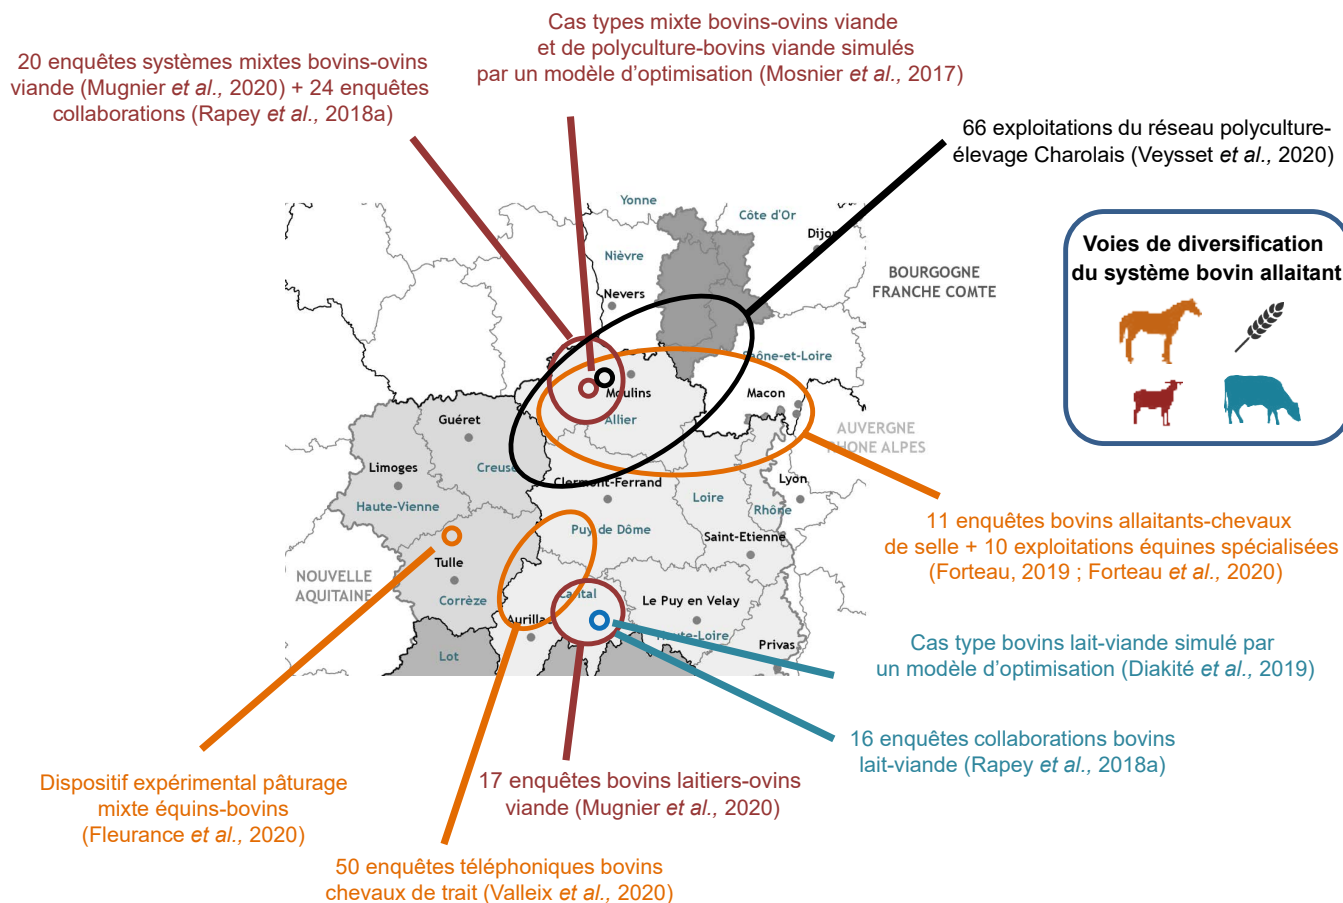 Cas types mixte bovins-ovins viande
et de polyculture-bovins viande simulés
par un modèle d'optimisation (Mosnier et al., 2017)
20 enquêtes systèmes mixtes bovins-ovins
viande (Mugnier et al., 2020) + 24 enquêtes
collaborations (Rapey et al., 2018a)
66 exploitations du réseau polyculture-
élevage Charolais (Veysset et al., 2020)
Yonne
Côte d'Or
Dijon
Nièvre
Nevers
BOURGOGNE
FRANCHE COMTE
Voies de diversification
du système bovin allaitant
Saône-et-Loire
Moulins
Macon
Allier
Guéret
AUVERGNE
RHONE ALPES
Limoges
Creuse
Clermont-Ferrand
Lyon
Haute-Vienne
Loire
Rhône
Puy de Dôme
Saint-Etienne
11 enquêtes bovins allaitants-chevaux
de selle + 10 exploitations équines spécialisées
(Forteau, 2019 ; Forteau et al., 2020)
Tulle
NOUVELLE
AQUITAINE
Corrèze
Cantal
Le Puy en Velay
Aurillac
Haute-Loire
Privas
Lot
Cas type bovins lait-viande simulé par
un modèle d'optimisation (Diakité et al., 2019)
16 enquêtes collaborations bovins
lait-viande (Rapey et al., 2018a)
Dispositif expérimental pâturage
mixte équins-bovins
(Fleurance et al., 2020)
17 enquêtes bovins laitiers-ovins
viande (Mugnier et al., 2020)
50 enquêtes téléphoniques bovins
chevaux de trait (Valleix et al., 2020)